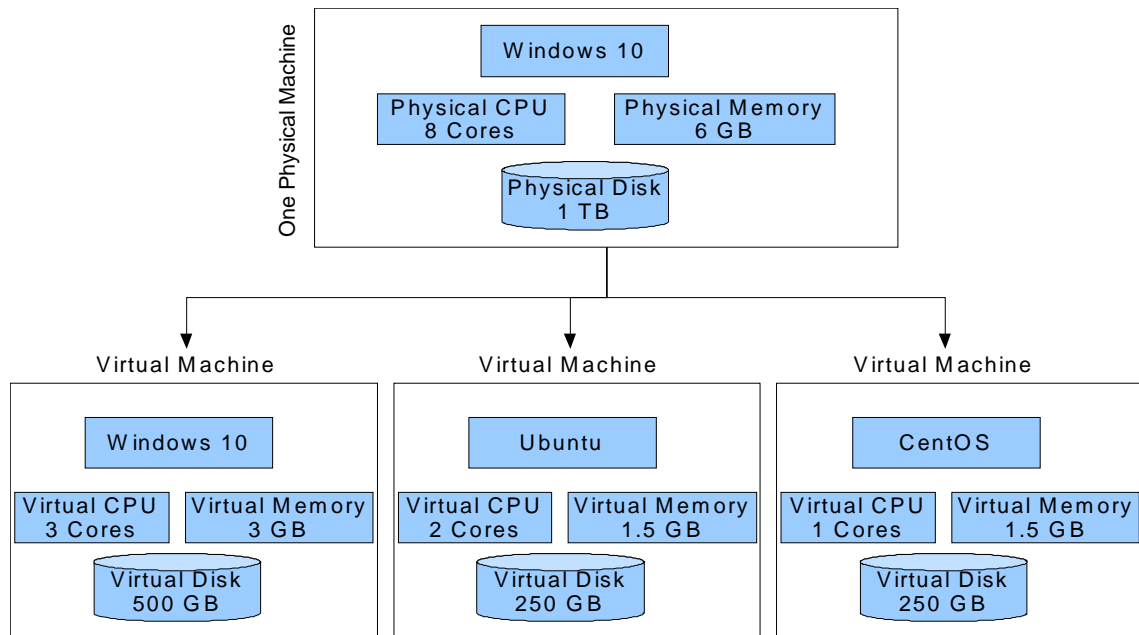 One Physical Machine
Windows 10
Physical CPU
8 Cores
Physical Memory
6 GB
Physical Disk
1 TB
Virtual Machine
Windows 10
Virtual CPU
3 Cores
Virtual Memory
3 GB
Virtual Disk
500 GB
Virtual Machine
Ubuntu
Virtual CPU
2 Cores
Virtual Memory
1.5 GB
Virtual Disk
250 GB
Virtual Machine
CentOS
Virtual CPU
1 Cores
Virtual Memory
1.5 GB
Virtual Disk
250 GB